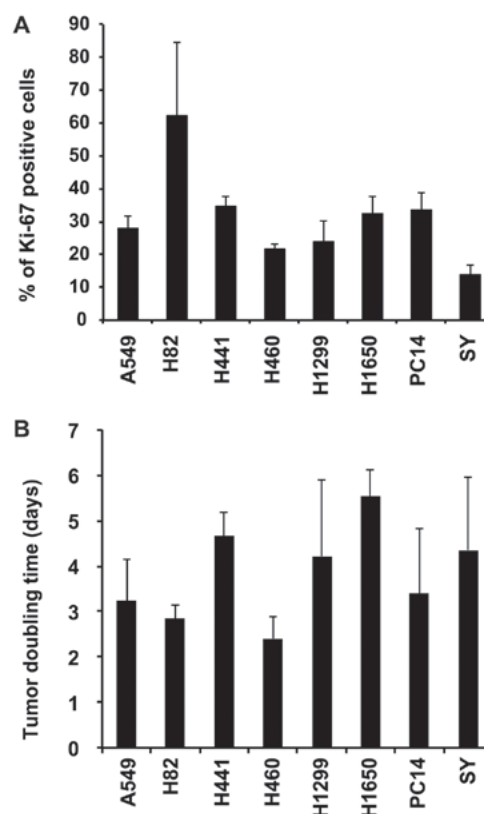 A
% of Ki-67 positive cells
90
80
70
60
50
40
30
20
10
0
A549
H82
H441
H460
H1299
H1650
PC14
SY
B
Tumor doubling time (days)
7
6
5
4
3
2
1
0
A549
H82
H441
H460
H1299
H1650
PC14
SY